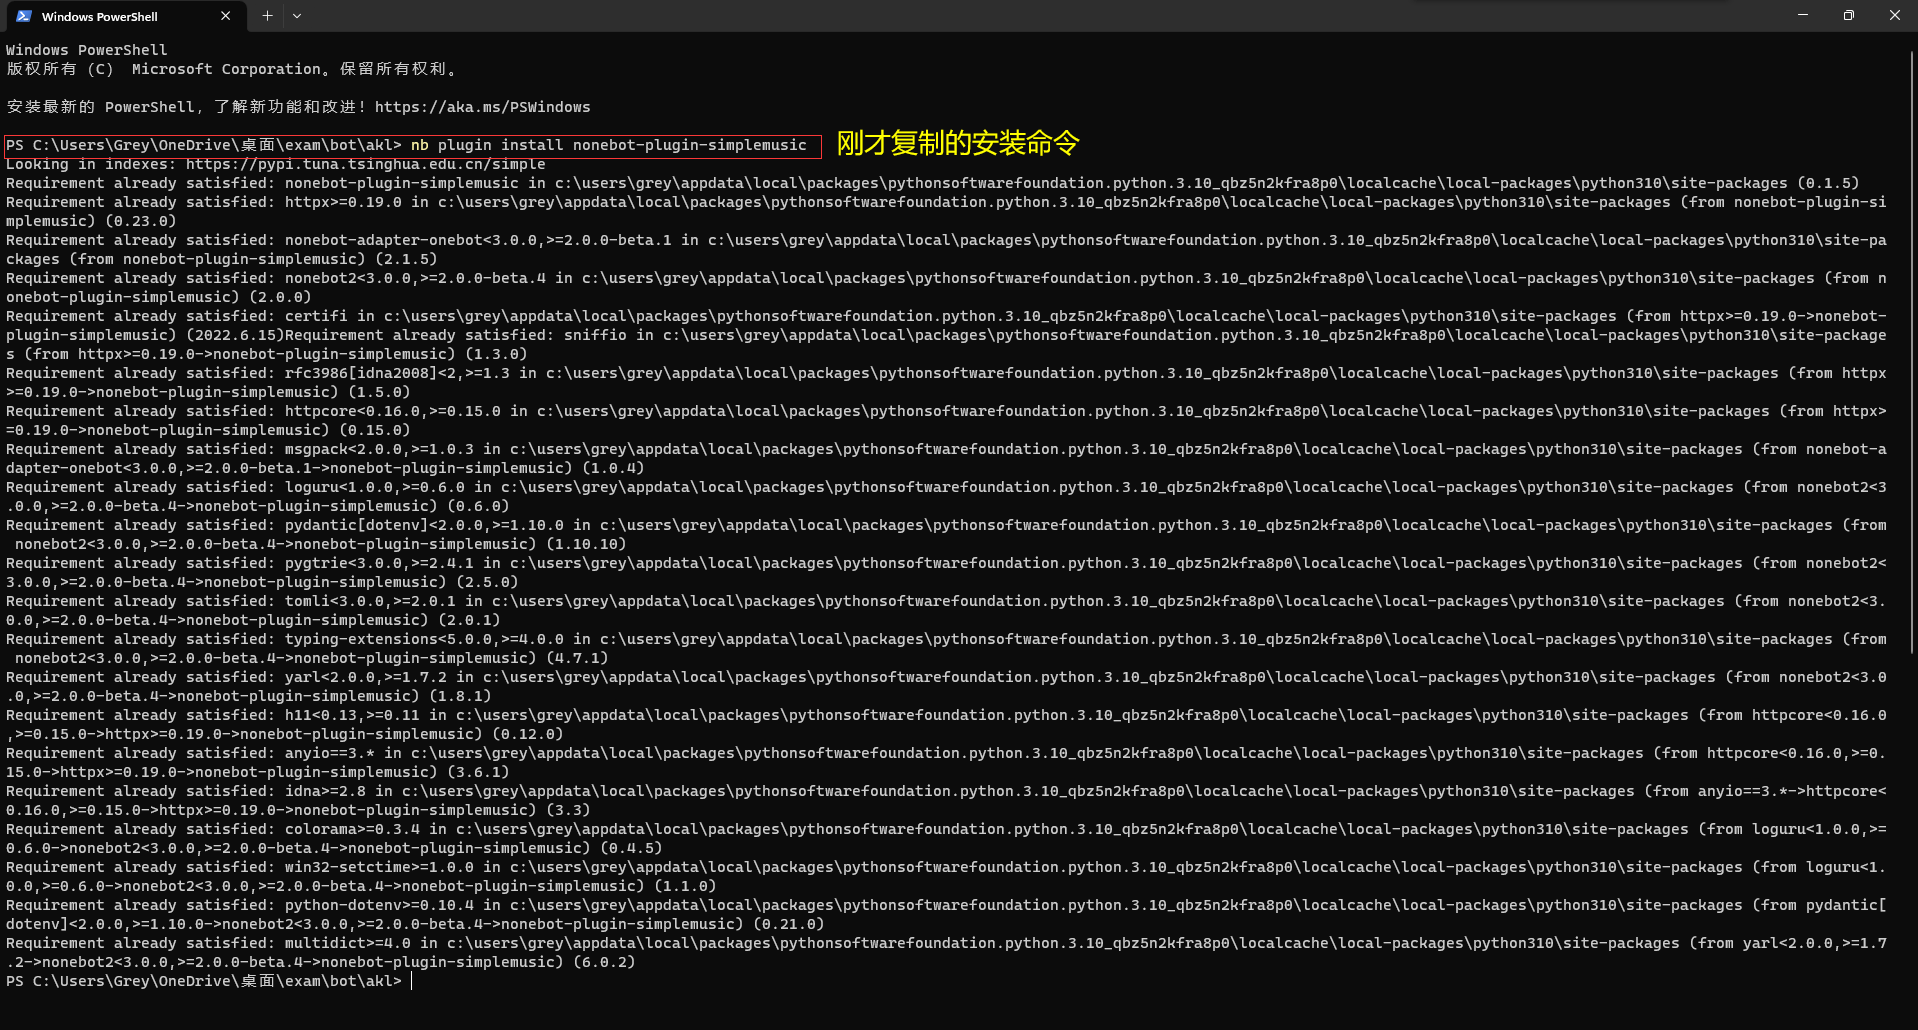 Windows PowerShell
Windows PowerShell
版权所有 (C)  Microsoft Corporation。保留所有权利。
安装最新的 PowerShell，了解新功能和改进！https://aka.ms/PSWindows
PS C:\Users\Grey\OneDrive\桌面\exam\bot\akl> nb plugin install nonebot-plugin-simplemusic 刚才复制的安装命令
Looking in indexes: https://pypi.tuna.tsinghua.edu.cn/simple
Requirement already satisfied: nonebot-plugin-simplemusic in c:\users\grey\appdata\local\packages\pythonsoftwarefoundation.python.3.10_qbz5n2kfra8p0\localcache\local-packages\python310\site-packages (0.1.5)
Requirement already satisfied: httpx>=0.19.0 in c:\users\grey\appdata\local\packages\pythonsoftwarefoundation.python.3.10_qbz5n2kfra8p0\localcache\local-packages\python310\site-packages (from nonebot-plugin-si
mplemusic) (0.23.0)
Requirement already satisfied: nonebot-adapter-onebot<3.0.0,>=2.0.0-beta.1 in c:\users\grey\appdata\local\packages\pythonsoftwarefoundation.python.3.10_qbz5n2kfra8p0\localcache\local-packages\python310\site-pa
ckages (from nonebot-plugin-simplemusic) (2.1.5)
Requirement already satisfied: nonebot2<3.0.0,>=2.0.0-beta.4 in c:\users\grey\appdata\local\packages\pythonsoftwarefoundation.python.3.10_qbz5n2kfra8p0\localcache\local-packages\python310\site-packages (from n
onebot-plugin-simplemusic) (2.0.0)
Requirement already satisfied: certifi in c:\users\grey\appdata\local\packages\pythonsoftwarefoundation.python.3.10_qbz5n2kfra8p0\localcache\local-packages\python310\site-packages (from httpx>=0.19.0->nonebot-
plugin-simplemusic) (2022.6.15)Requirement already satisfied: sniffio in c:\users\grey\appdata\local\packages\pythonsoftwarefoundation.python.3.10_qbz5n2kfra8p0\localcache\local-packages\python310\site-package
s (from httpx>=0.19.0->nonebot-plugin-simplemusic) (1.3.0)
Requirement already satisfied: rfc3986[idna2008]<2,>=1.3 in c:\users\grey\appdata\local\packages\pythonsoftwarefoundation.python.3.10_qbz5n2kfra8p0\localcache\local-packages\python310\site-packages (from httpx
>=0.19.0->nonebot-plugin-simplemusic) (1.5.0)
Requirement already satisfied: httpcore<0.16.0,>=0.15.0 in c:\users\grey\appdata\local\packages\pythonsoftwarefoundation.python.3.10_qbz5n2kfra8p0\localcache\local-packages\python310\site-packages (from httpx>
=0.19.0->nonebot-plugin-simplemusic) (0.15.0)
Requirement already satisfied: msgpack<2.0.0,>=1.0.3 in c:\users\grey\appdata\local\packages\pythonsoftwarefoundation.python.3.10_qbz5n2kfra8p0\localcache\local-packages\python310\site-packages (from nonebot-a
dapter-onebot<3.0.0,>=2.0.0-beta.1->nonebot-plugin-simplemusic) (1.0.4)
Requirement already satisfied: loguru<1.0.0,>=0.6.0 in c:\users\grey\appdata\local\packages\pythonsoftwarefoundation.python.3.10_qbz5n2kfra8p0\localcache\local-packages\python310\site-packages (from nonebot2<3
.0.0,>=2.0.0-beta.4->nonebot-plugin-simplemusic) (0.6.0)
Requirement already satisfied: pydantic[dotenv]<2.0.0,>=1.10.0 in c:\users\grey\appdata\local\packages\pythonsoftwarefoundation.python.3.10_qbz5n2kfra8p0\localcache\local-packages\python310\site-packages (from
 nonebot2<3.0.0,>=2.0.0-beta.4->nonebot-plugin-simplemusic) (1.10.10)
Requirement already satisfied: pygtrie<3.0.0,>=2.4.1 in c:\users\grey\appdata\local\packages\pythonsoftwarefoundation.python.3.10_qbz5n2kfra8p0\localcache\local-packages\python310\site-packages (from nonebot2<
3.0.0,>=2.0.0-beta.4->nonebot-plugin-simplemusic) (2.5.0)
Requirement already satisfied: tomli<3.0.0,>=2.0.1 in c:\users\grey\appdata\local\packages\pythonsoftwarefoundation.python.3.10_qbz5n2kfra8p0\localcache\local-packages\python310\site-packages (from nonebot2<3.
0.0,>=2.0.0-beta.4->nonebot-plugin-simplemusic) (2.0.1)
Requirement already satisfied: typing-extensions<5.0.0,>=4.0.0 in c:\users\grey\appdata\local\packages\pythonsoftwarefoundation.python.3.10_qbz5n2kfra8p0\localcache\local-packages\python310\site-packages (from
 nonebot2<3.0.0,>=2.0.0-beta.4->nonebot-plugin-simplemusic) (4.7.1)
Requirement already satisfied: yarl<2.0.0,>=1.7.2 in c:\users\grey\appdata\local\packages\pythonsoftwarefoundation.python.3.10_qbz5n2kfra8p0\localcache\local-packages\python310\site-packages (from nonebot2<3.0
.0,>=2.0.0-beta.4->nonebot-plugin-simplemusic) (1.8.1)
Requirement already satisfied: h11<0.13,>=0.11 in c:\users\grey\appdata\local\packages\pythonsoftwarefoundation.python.3.10_qbz5n2kfra8p0\localcache\local-packages\python310\site-packages (from httpcore<0.16.0
,>=0.15.0->httpx>=0.19.0->nonebot-plugin-simplemusic) (0.12.0)
Requirement already satisfied: anyio==3.* in c:\users\grey\appdata\local\packages\pythonsoftwarefoundation.python.3.10_qbz5n2kfra8p0\localcache\local-packages\python310\site-packages (from httpcore<0.16.0,>=0.
15.0->httpx>=0.19.0->nonebot-plugin-simplemusic) (3.6.1)
Requirement already satisfied: idna>=2.8 in c:\users\grey\appdata\local\packages\pythonsoftwarefoundation.python.3.10_qbz5n2kfra8p0\localcache\local-packages\python310\site-packages (from anyio==3.*->httpcore<
0.16.0,>=0.15.0->httpx>=0.19.0->nonebot-plugin-simplemusic) (3.3)
Requirement already satisfied: colorama>=0.3.4 in c:\users\grey\appdata\local\packages\pythonsoftwarefoundation.python.3.10_qbz5n2kfra8p0\localcache\local-packages\python310\site-packages (from loguru<1.0.0,>=
0.6.0->nonebot2<3.0.0,>=2.0.0-beta.4->nonebot-plugin-simplemusic) (0.4.5)
Requirement already satisfied: win32-setctime>=1.0.0 in c:\users\grey\appdata\local\packages\pythonsoftwarefoundation.python.3.10_qbz5n2kfra8p0\localcache\local-packages\python310\site-packages (from loguru<1.
0.0,>=0.6.0->nonebot2<3.0.0,>=2.0.0-beta.4->nonebot-plugin-simplemusic) (1.1.0)
Requirement already satisfied: python-dotenv>=0.10.4 in c:\users\grey\appdata\local\packages\pythonsoftwarefoundation.python.3.10_qbz5n2kfra8p0\localcache\local-packages\python310\site-packages (from pydantic[
dotenv]<2.0.0,>=1.10.0->nonebot2<3.0.0,>=2.0.0-beta.4->nonebot-plugin-simplemusic) (0.21.0)
Requirement already satisfied: multidict>=4.0 in c:\users\grey\appdata\local\packages\pythonsoftwarefoundation.python.3.10_qbz5n2kfra8p0\localcache\local-packages\python310\site-packages (from yarl<2.0.0,>=1.7
.2->nonebot2<3.0.0,>=2.0.0-beta.4->nonebot-plugin-simplemusic) (6.0.2)
PS C:\Users\Grey\OneDrive\桌面\exam\bot\akl>